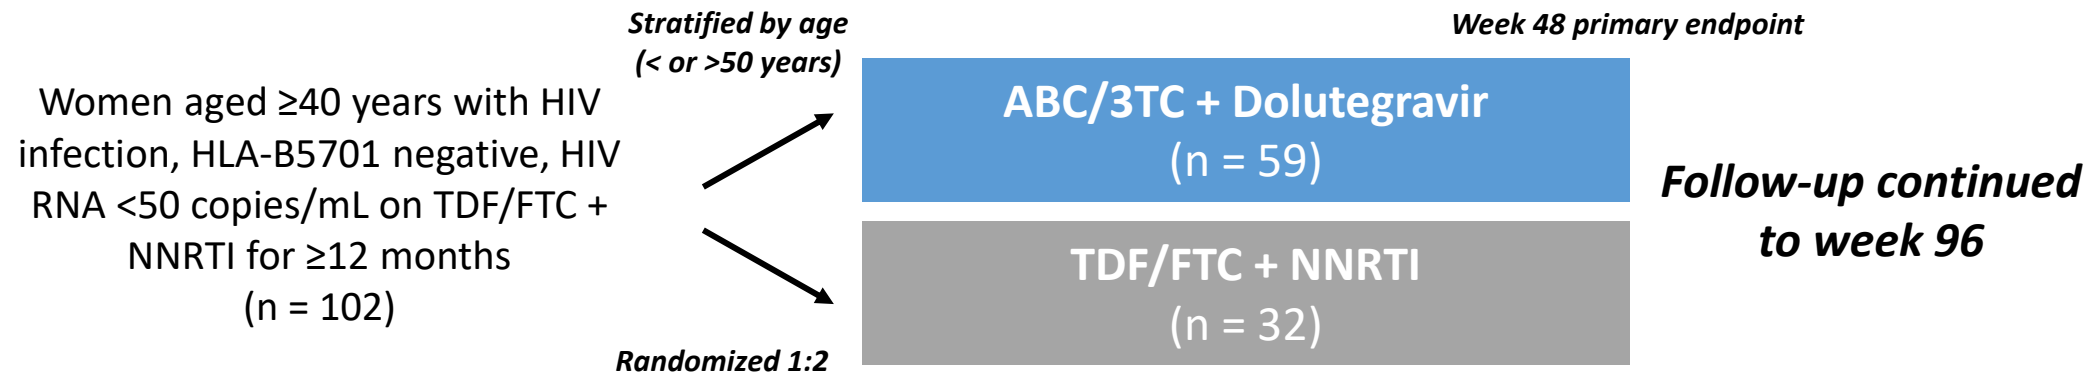 Stratified by age
(< or >50 years)
Week 48 primary endpoint
Women aged ≥40 years with HIV
infection, HLA-B5701 negative, HIV
RNA <50 copies/mL on TDF/FTC +
NNRTI for ≥12 months
(n = 102)
ABC/3TC + Dolutegravir
(n = 59)
TDF/FTC + NNRTI
(n = 32)
Follow-up continued
to week 96
Randomized 1:2